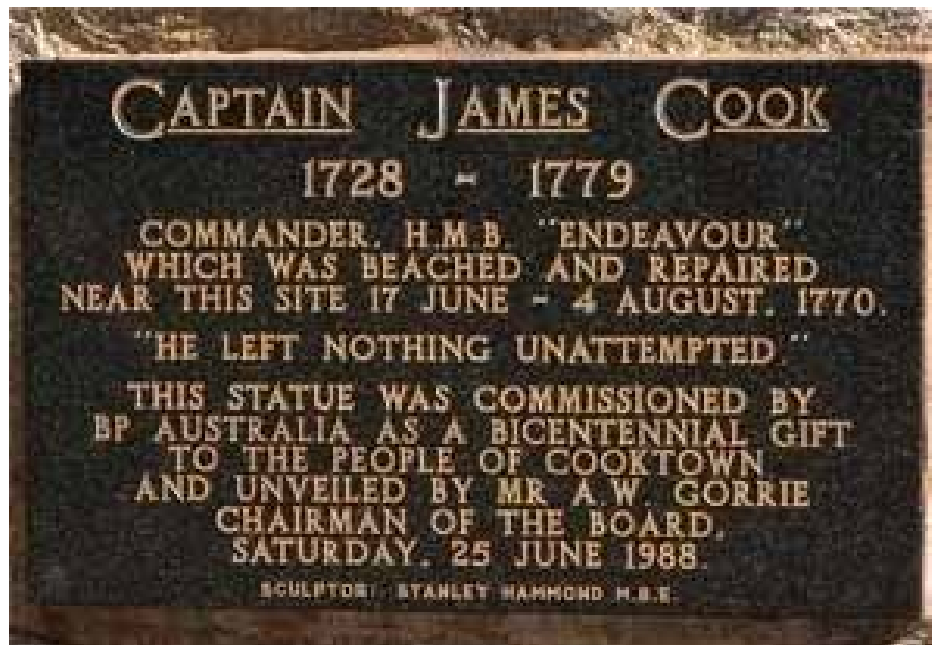 CAPTAIN JAMES COOK
1728 - 1779
COMMANDER. H.M.B. "ENDEAVOUR"
WHICH WAS BEACHED AND REPAIRED
NEAR THIS SITE 17 JUNE - 4 AUGUST. 1770.
"HE LEFT NOTHING UNATTEMPTED."
THIS STATUE WAS COMMISSIONED BY
BP AUSTRALIA AS A BICENTENNIAL GIFT
TO THE PEOPLE OF COOKTOWN
AND UNVEILED BY MR A.W. GORRIE
CHAIRMAN OF THE BOARD.
SATURDAY. 25 JUNE 1988.
SCULPTOR: STANLEY HAMMOND M.B.E.